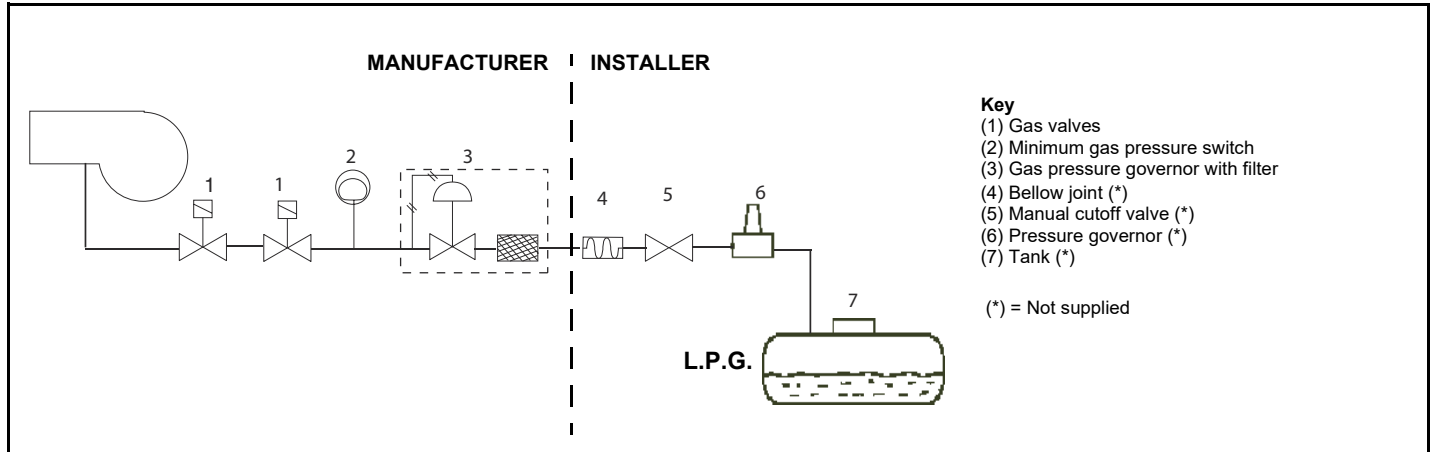 MANUFACTURER
INSTALLER
1
1
2
3
4
5
6
7
L.P.G.
Key
(1) Gas valves
(2) Minimum gas pressure switch
(3) Gas pressure governor with filter
(4) Bellow joint (*)
(5) Manual cutoff valve (*)
(6) Pressure governor (*)
(7) Tank (*)
(*) = Not supplied